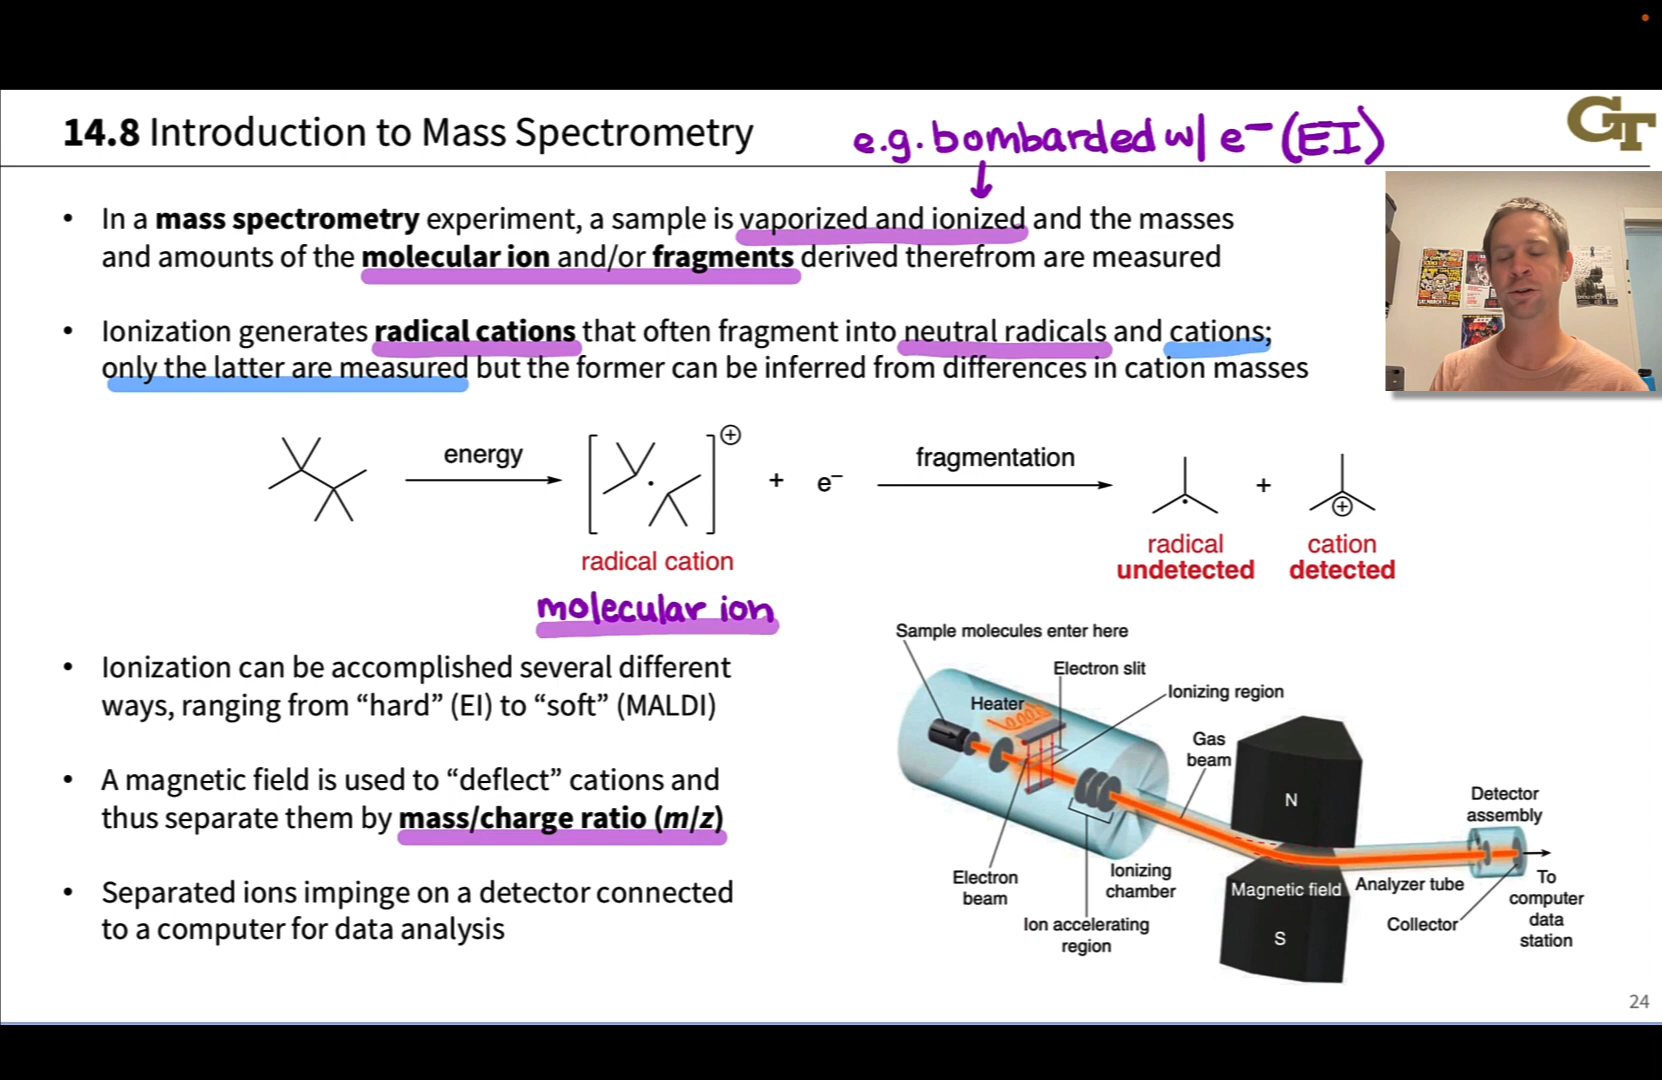 14.8 Introduction to Mass Spectrometry
e.g. bombarded w/ e⁻ (EI)
GT
• In a mass spectrometry experiment, a sample is vaporized and ionized and the masses
and amounts of the molecular ion and/or fragments derived therefrom are measured
• Ionization generates radical cations that often fragment into neutral radicals and cations;
only the latter are measured but the former can be inferred from differences in cation masses
energy
+ e⁻
fragmentation
+
radical cation
radical
undetected
cation
detected
molecular ion
• Ionization can be accomplished several different
ways, ranging from “hard” (EI) to “soft” (MALDI)
• A magnetic field is used to “deflect” cations and
thus separate them by mass/charge ratio (m/z)
• Separated ions impinge on a detector connected
to a computer for data analysis
Sample molecules enter here
Electron slit
Ionizing region
Heater
Gas
beam
N
Detector
assembly
Electron
beam
Ionizing
chamber
Ion accelerating
region
Magnetic field
S
Analyzer tube
Collector
To
computer
data
station
24